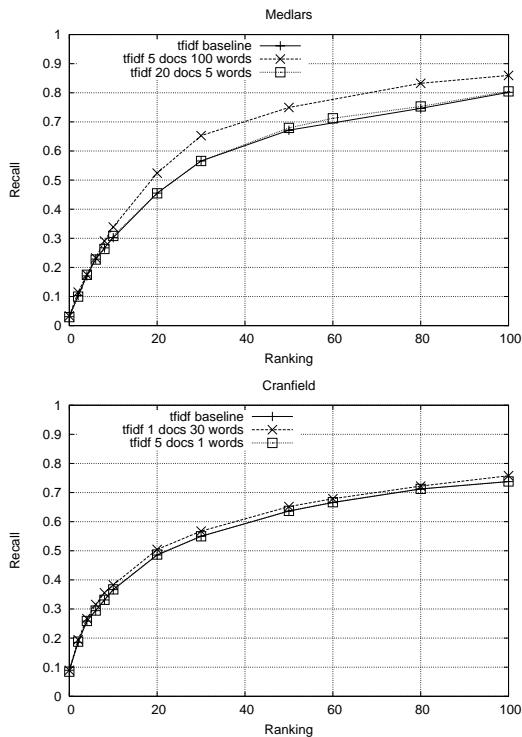 Medlars
1
tfidf baseline
tfidf 5 docs 100 words
0.9
tfidf 20 docs 5 words
0.8
0.7
0.6
Recall
0.5
0.4
0.3
0.2
0.1
0
0 20 40 60 80 100
Ranking
Cranfield
1
tfidf baseline
tfidf 1 docs 30 words
0.9
tfidf 5 docs 1 words
0.8
0.7
0.6
Recall
0.5
0.4
0.3
0.2
0.1
0
0 20 40 60 80 100
Ranking